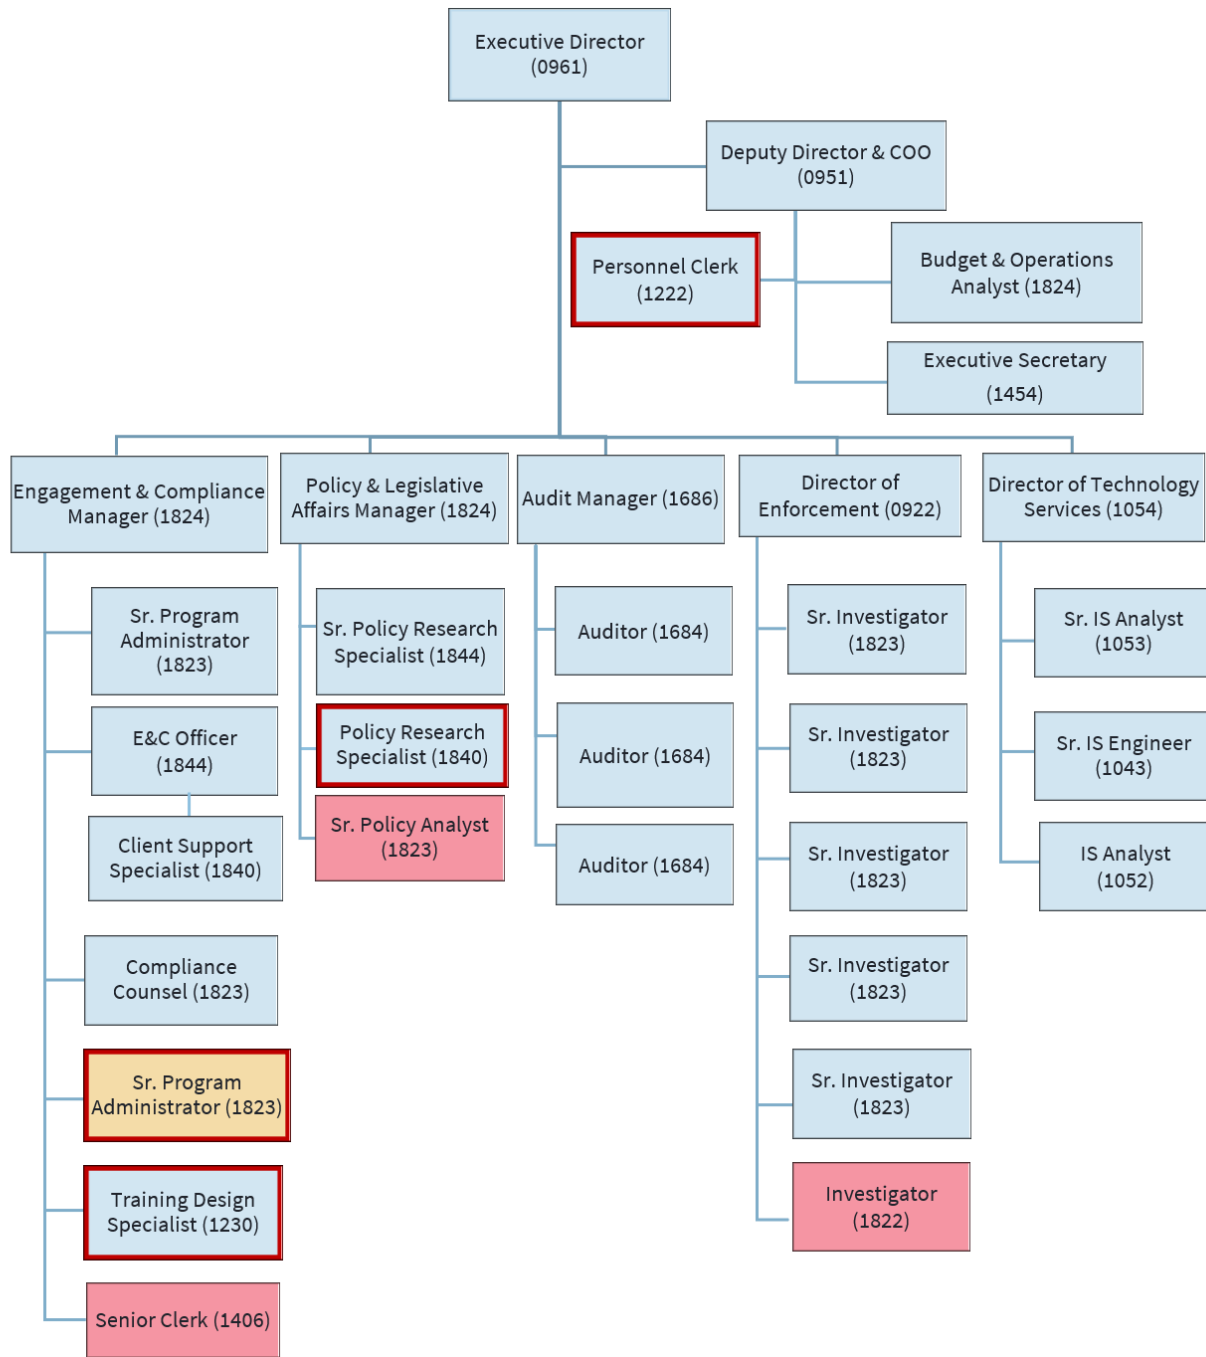 Executive Director
(0961)
Deputy Director & COO
(0951)
Personnel Clerk
(1222)
Budget & Operations
Analyst (1824)
Executive Secretary
(1454)
Engagement & Compliance
Manager (1824)
Policy & Legislative
Affairs Manager (1824)
Audit Manager (1686)
Director of
Enforcement (0922)
Director of Technology
Services (1054)
Sr. Program
Administrator
(1823)
E&C Officer
(1844)
Client Support
Specialist (1840)
Compliance
Counsel (1823)
Sr. Program
Administrator (1823)
Training Design
Specialist (1230)
Senior Clerk (1406)
Sr. Policy Research
Specialist (1844)
Policy Research
Specialist (1840)
Sr. Policy Analyst
(1823)
Auditor (1684)
Auditor (1684)
Auditor (1684)
Sr. Investigator
(1823)
Sr. Investigator
(1823)
Sr. Investigator
(1823)
Sr. Investigator
(1823)
Sr. Investigator
(1823)
Investigator
(1822)
Sr. IS Analyst
(1053)
Sr. IS Engineer
(1043)
IS Analyst
(1052)